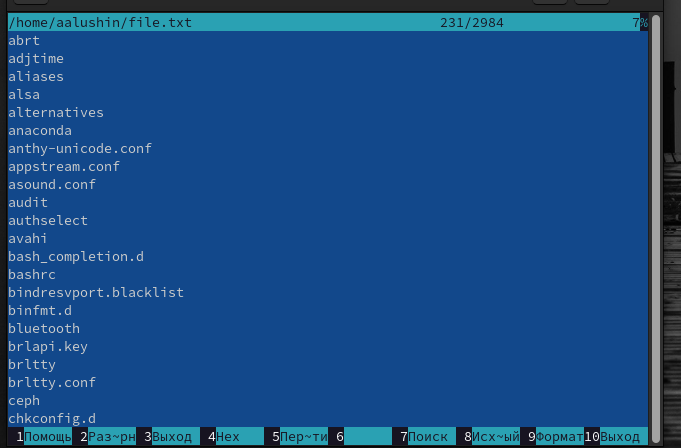 /home/aalushin/file.txt 231/2984 7%
abrt
adjtime
aliases
alsa
alternatives
anaconda
anthy-unicode.conf
appstream.conf
asound.conf
audit
authselect
avahi
bash_completion.d
bashrc
bindresvport.blacklist
binfmt.d
bluetooth
brlapi.key
brltty
brltty.conf
ceph
chkconfig.d
1Помощь 2Раз~рн 3Выход 4Hex 5Пер~ти 6 7Поиск 8Исх~ый 9Формат10Выход